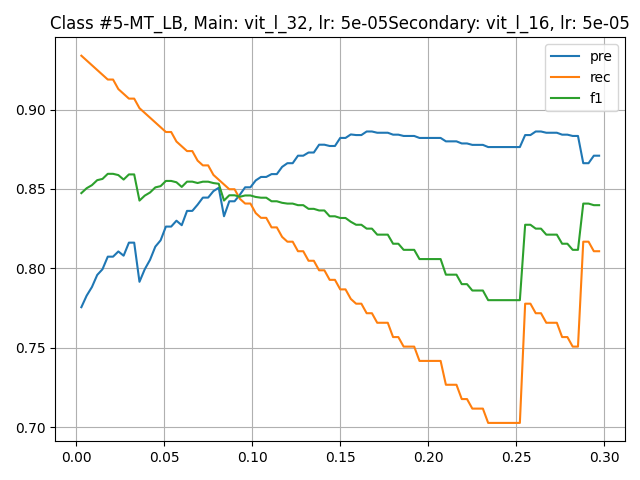 Class #5-MT_LB, Main: vit_l_32, lr: 5e-05Secondary: vit_l_16, lr: 5e-05
pre
rec
f1
0.90
0.85
0.80
0.75
0.70
0.00 0.05 0.10 0.15 0.20 0.25 0.30